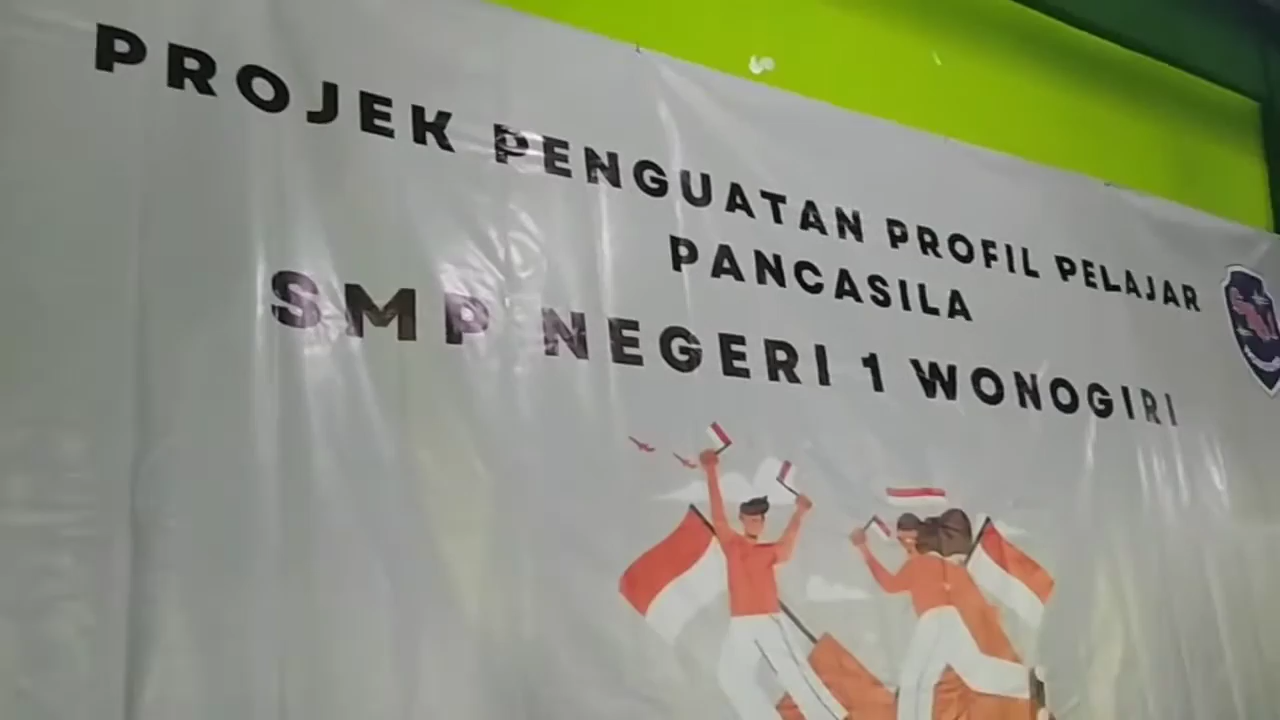 PROJEK PENGUATAN PROFIL PELAJAR
PANCASILA
SMP NEGERI 1 WONOGIRI